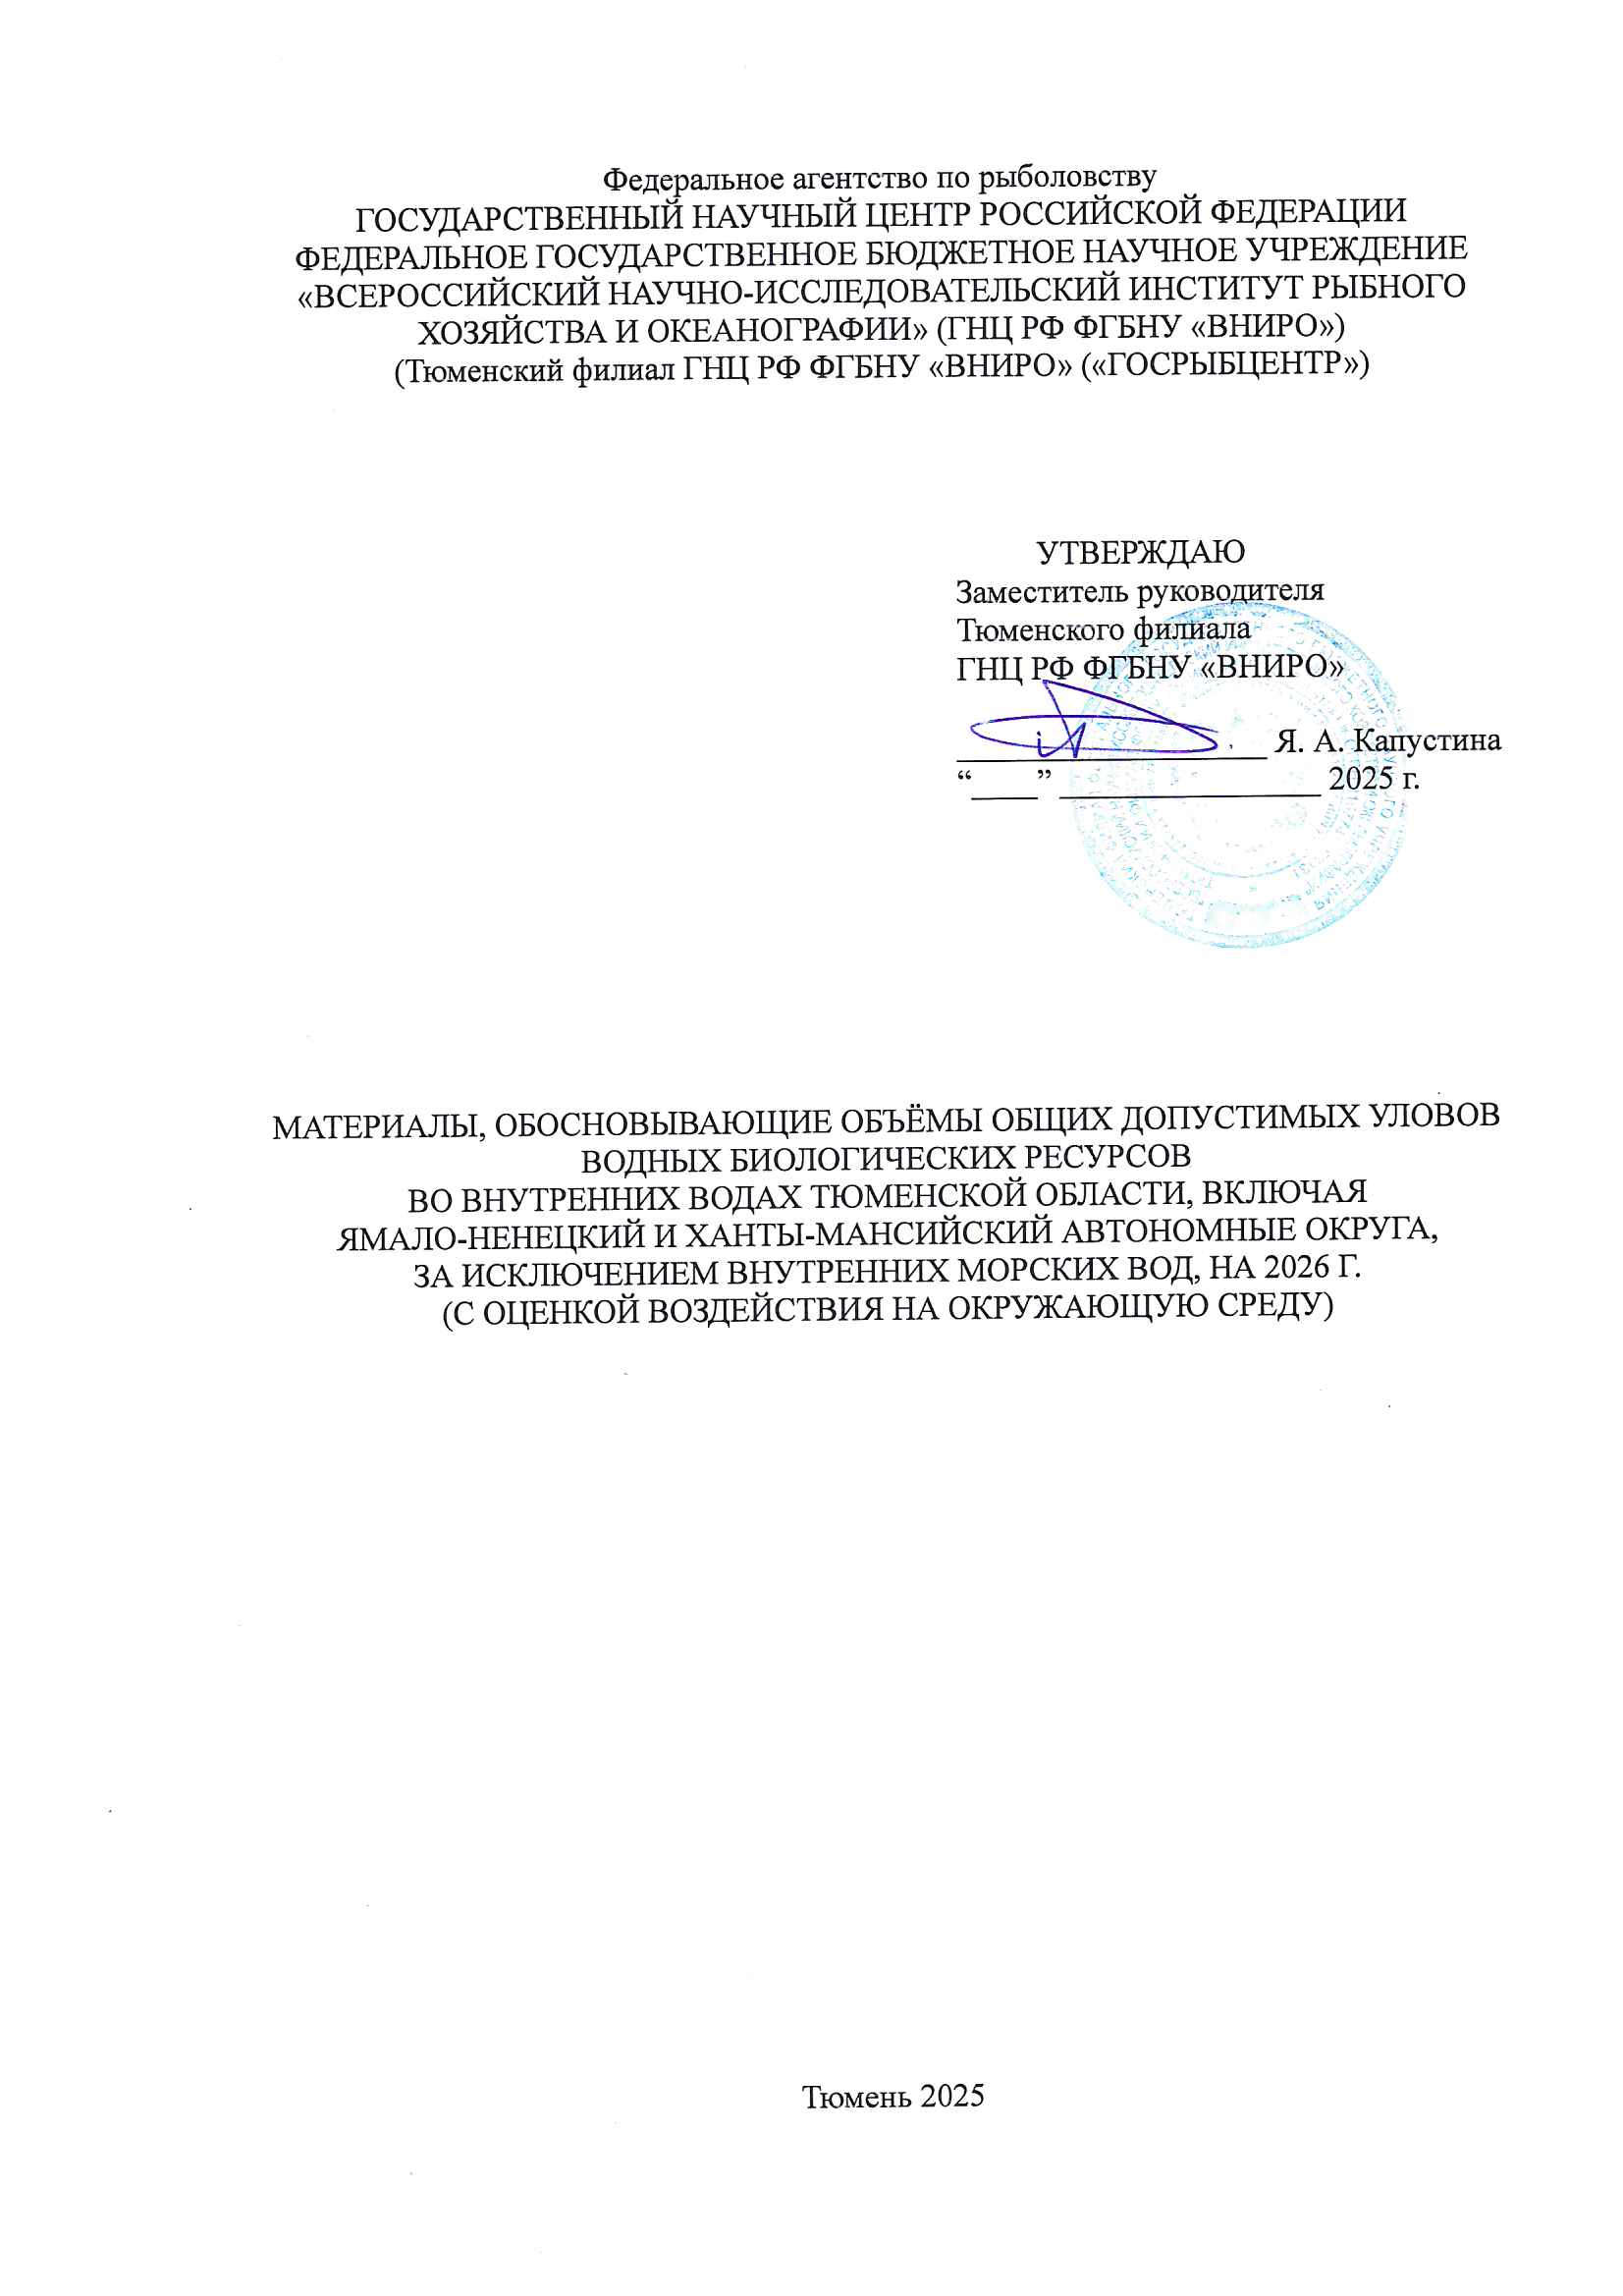 Федеральное агентство по рыболовству
ГОСУДАРСТВЕННЫЙ НАУЧНЫЙ ЦЕНТР РОССИЙСКОЙ ФЕДЕРАЦИИ
ФЕДЕРАЛЬНОЕ ГОСУДАРСТВЕННОЕ БЮДЖЕТНОЕ НАУЧНОЕ УЧРЕЖДЕНИЕ
«ВСЕРОССИЙСКИЙ НАУЧНО-ИССЛЕДОВАТЕЛЬСКИЙ ИНСТИТУТ РЫБНОГО
ХОЗЯЙСТВА И ОКЕАНОГРАФИИ» (ГНЦ РФ ФГБНУ «ВНИРО»)
(Тюменский филиал ГНЦ РФ ФГБНУ «ВНИРО» («ГОСРЫБЦЕНТР»)
УТВЕРЖДАЮ
Заместитель руководителя
Тюменского филиала
ГНЦ РФ ФГБНУ «ВНИРО»
___________________ Я. А. Капустина
“____” ________________ 2025 г.
МАТЕРИАЛЫ, ОБОСНОВЫВАЮЩИЕ ОБЪЁМЫ ОБЩИХ ДОПУСТИМЫХ УЛОВОВ
ВОДНЫХ БИОЛОГИЧЕСКИХ РЕСУРСОВ
ВО ВНУТРЕННИХ ВОДАХ ТЮМЕНСКОЙ ОБЛАСТИ, ВКЛЮЧАЯ
ЯМАЛО-НЕНЕЦКИЙ И ХАНТЫ-МАНСИЙСКИЙ АВТОНОМНЫЕ ОКРУГА,
ЗА ИСКЛЮЧЕНИЕМ ВНУТРЕННИХ МОРСКИХ ВОД, НА 2026 Г.
(С ОЦЕНКОЙ ВОЗДЕЙСТВИЯ НА ОКРУЖАЮЩУЮ СРЕДУ)
Тюмень 2025